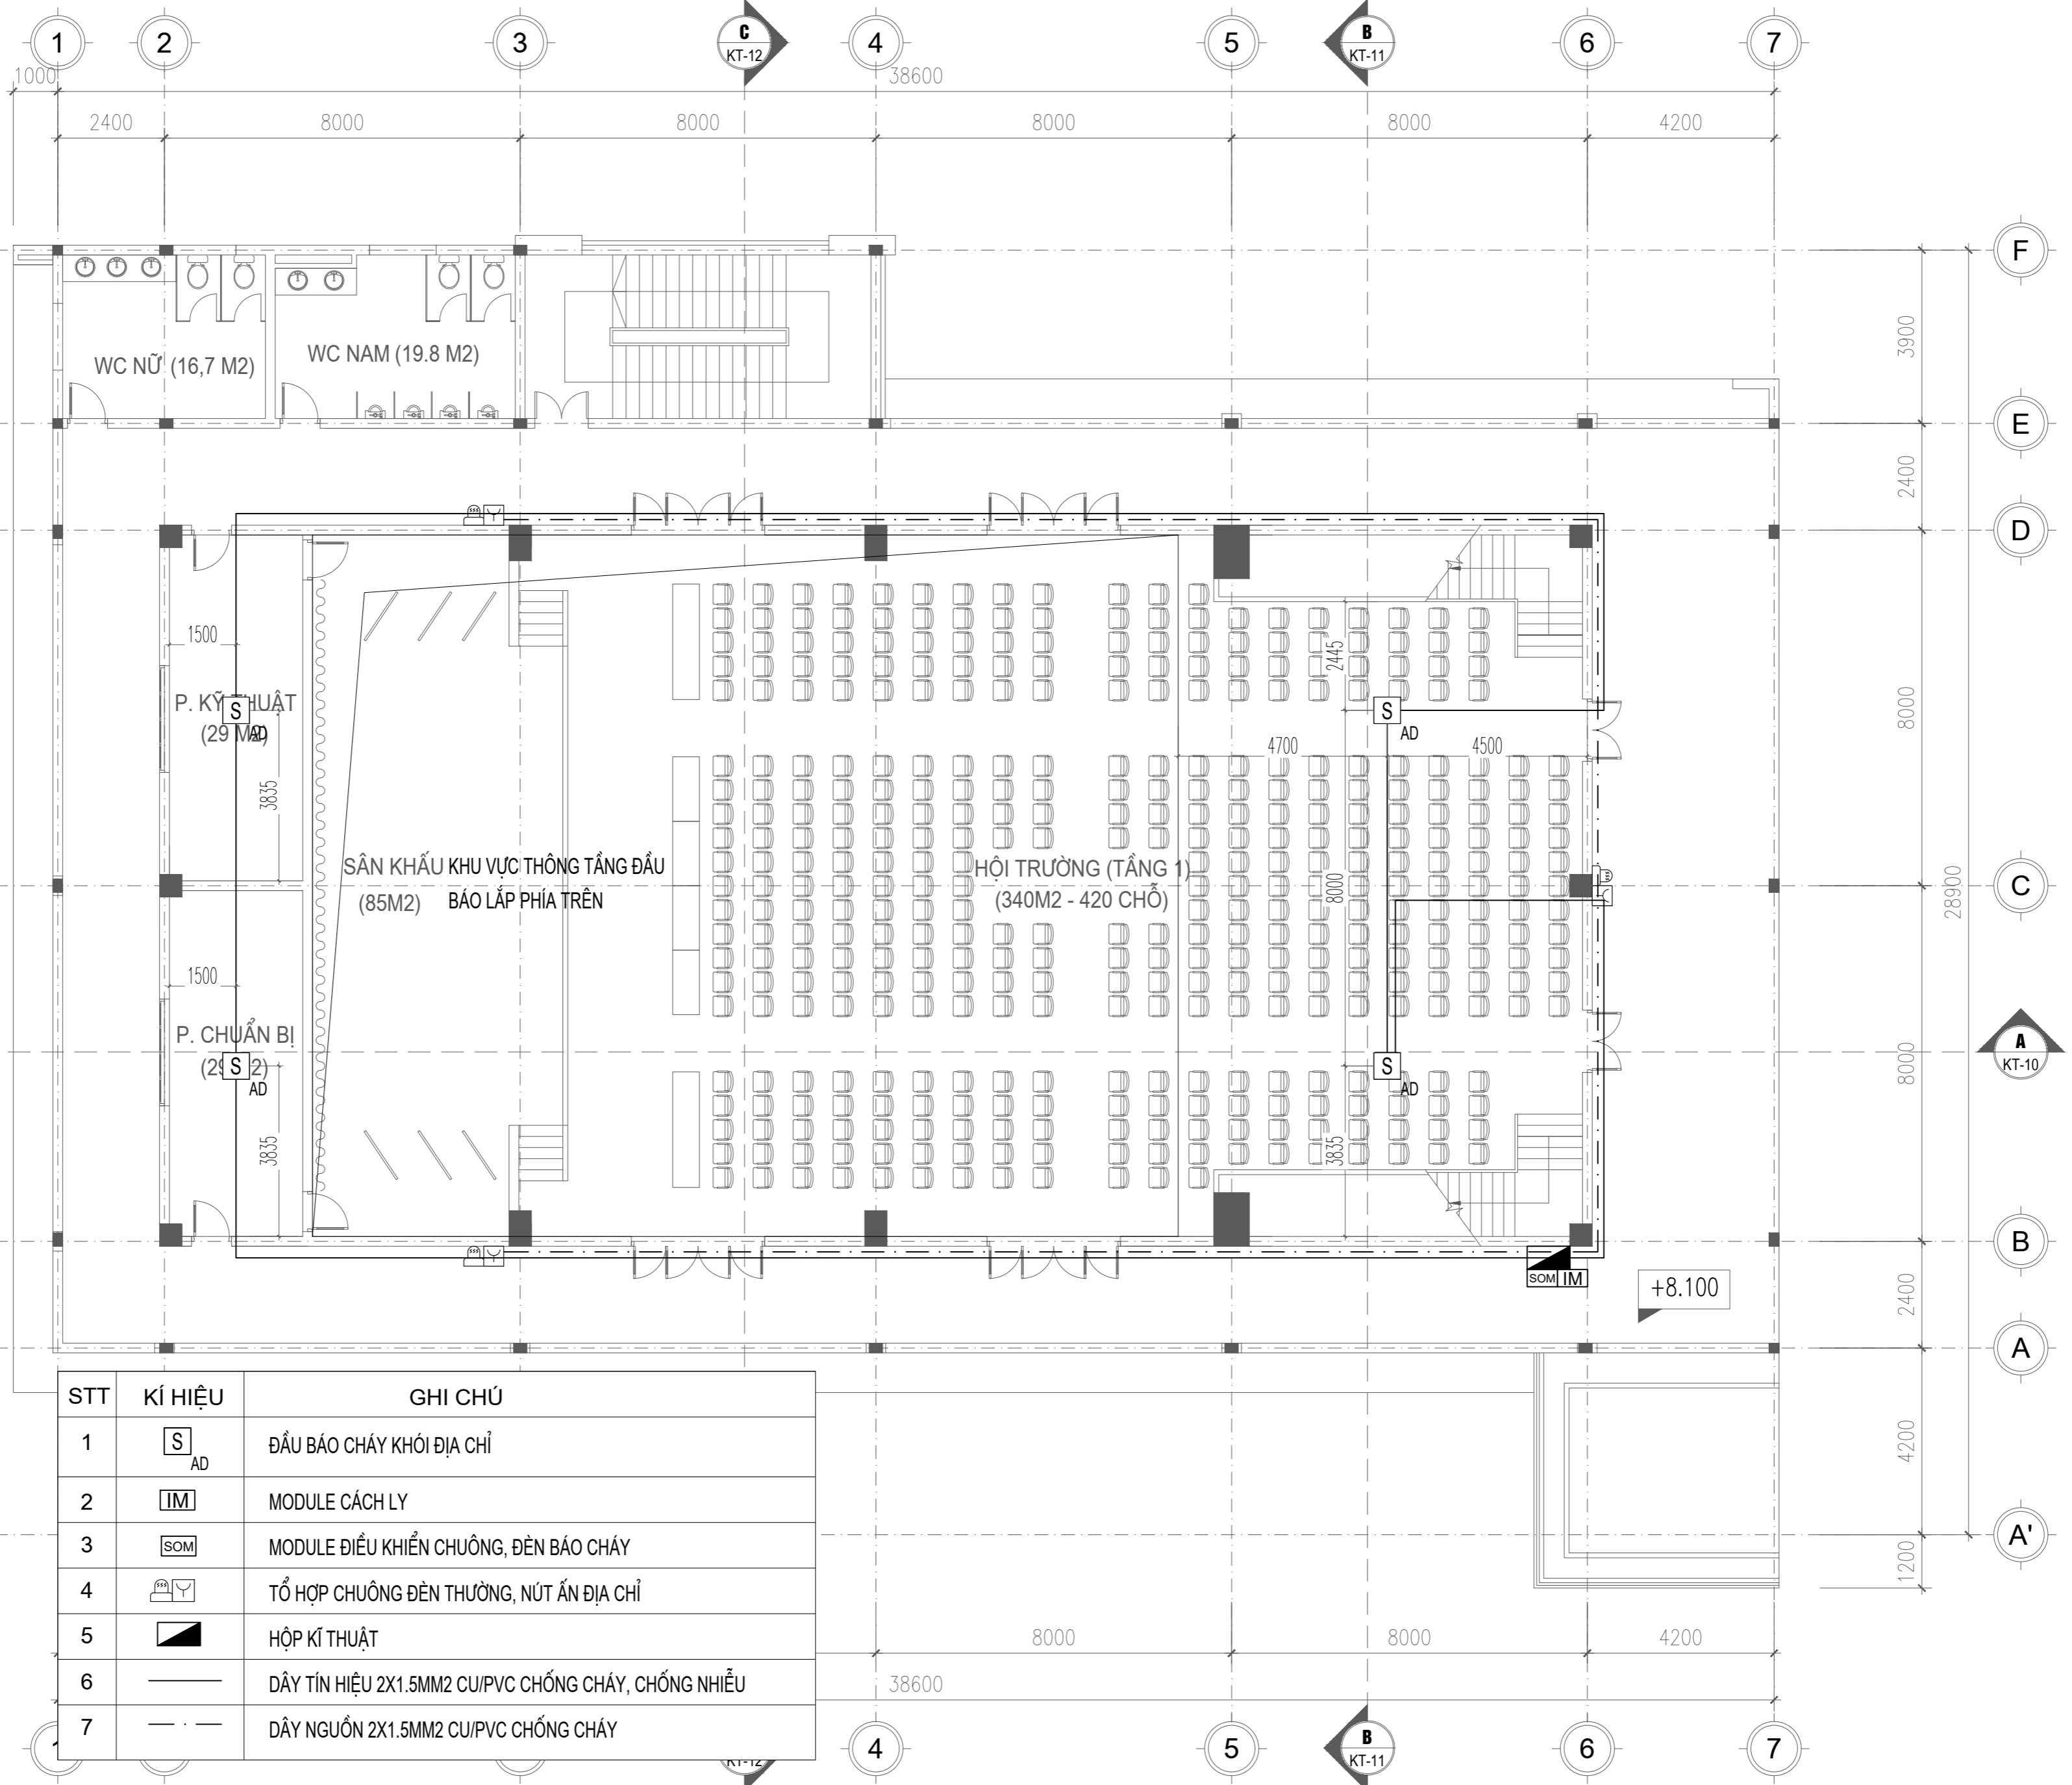 1 2 3 C 4 5 B 6 7
KT-12 KT-11
1000 38600
2400 8000 8000 8000 8000 4200
F
3900
WC NỮ (16,7 M2)
WC NAM (19.8 M2)
E
2400
D
1500
2445
P. KỸ THUẬT
S
S
8000
AD
AD
4700 4500
3835
SÂN KHẤU
(85M2)
KHU VỰC THÔNG TẦNG ĐẦU
BÁO LẮP PHÍA TRÊN
HỘI TRƯỜNG (TẦNG 1)
(340M2 - 420 CHỖ)
8000
C
28900
1500
P. CHUẨN BỊ
S
AD
S
AD
8000
A
KT-10
3835
3835
B
SOM IM
+8.100
2400
A
STT KÍ HIỆU GHI CHÚ
1 S AD ĐẦU BÁO CHÁY KHÓI ĐỊA CHỈ
2 IM MODULE CÁCH LY
3 SOM MODULE ĐIỀU KHIỂN CHUÔNG, ĐÈN BÁO CHÁY
4 TỔ HỢP CHUÔNG ĐÈN THƯỜNG, NÚT ẤN ĐỊA CHỈ
5 HỘP KĨ THUẬT
6 DÂY TÍN HIỆU 2X1.5MM2 CU/PVC CHỐNG CHÁY, CHỐNG NHIỄU
7 DÂY NGUỒN 2X1.5MM2 CU/PVC CHỐNG CHÁY
4200
A'
1200
8000 8000 4200
38600
4 5 B 6 7
KT-12 KT-11